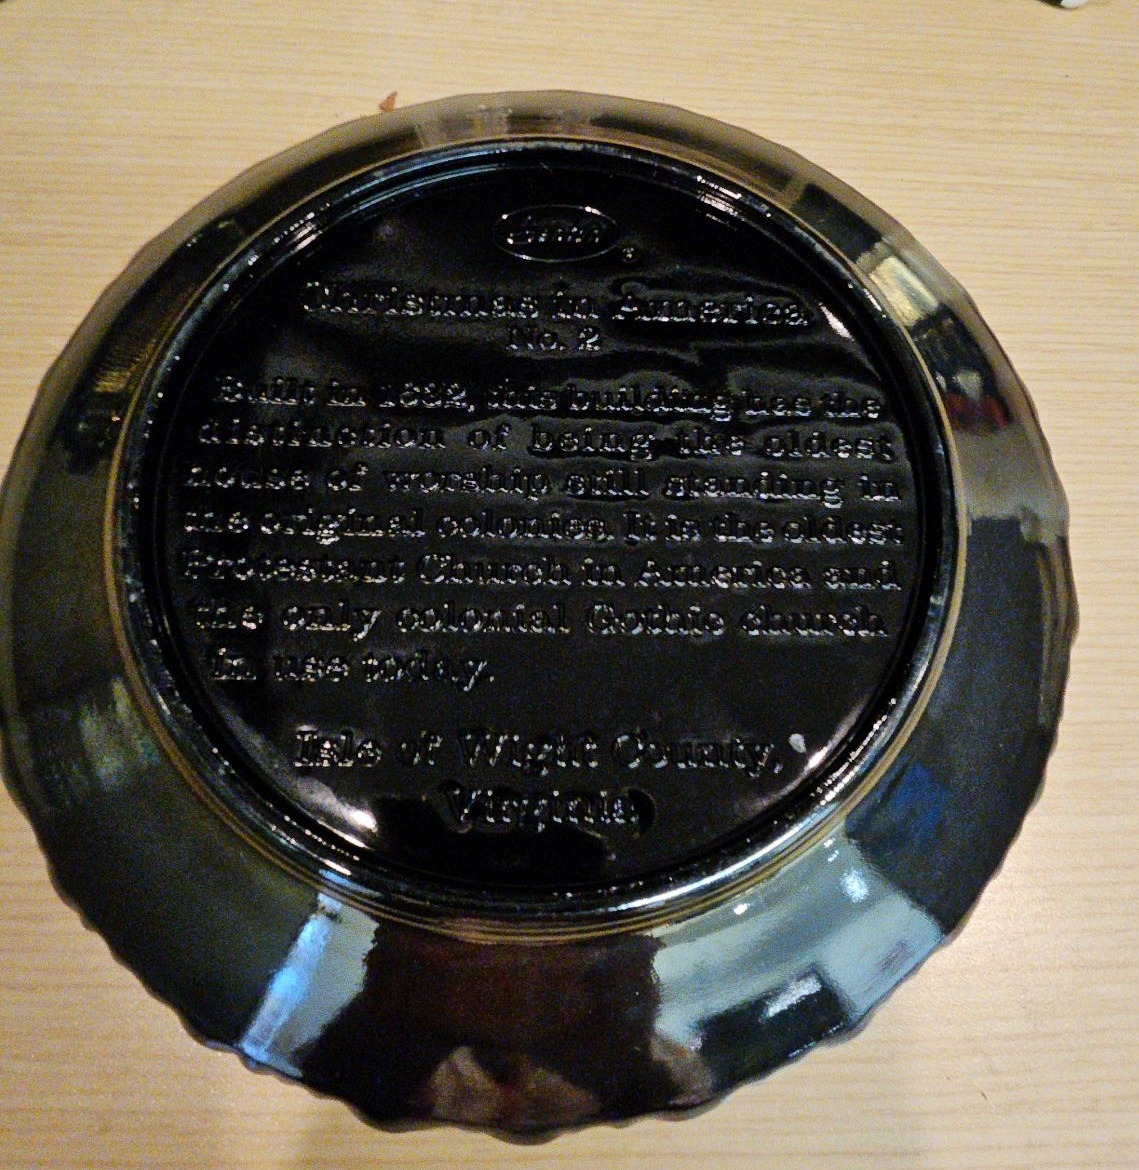 Fenton ®
Christmas in America
No. 2
Built in 1632, this building has the
distinction of being the oldest
house of worship still standing in
the original colonies. It is the oldest
Protestant Church in America and
the only colonial Gothic church
in use today.
Isle of Wight County,
Virginia